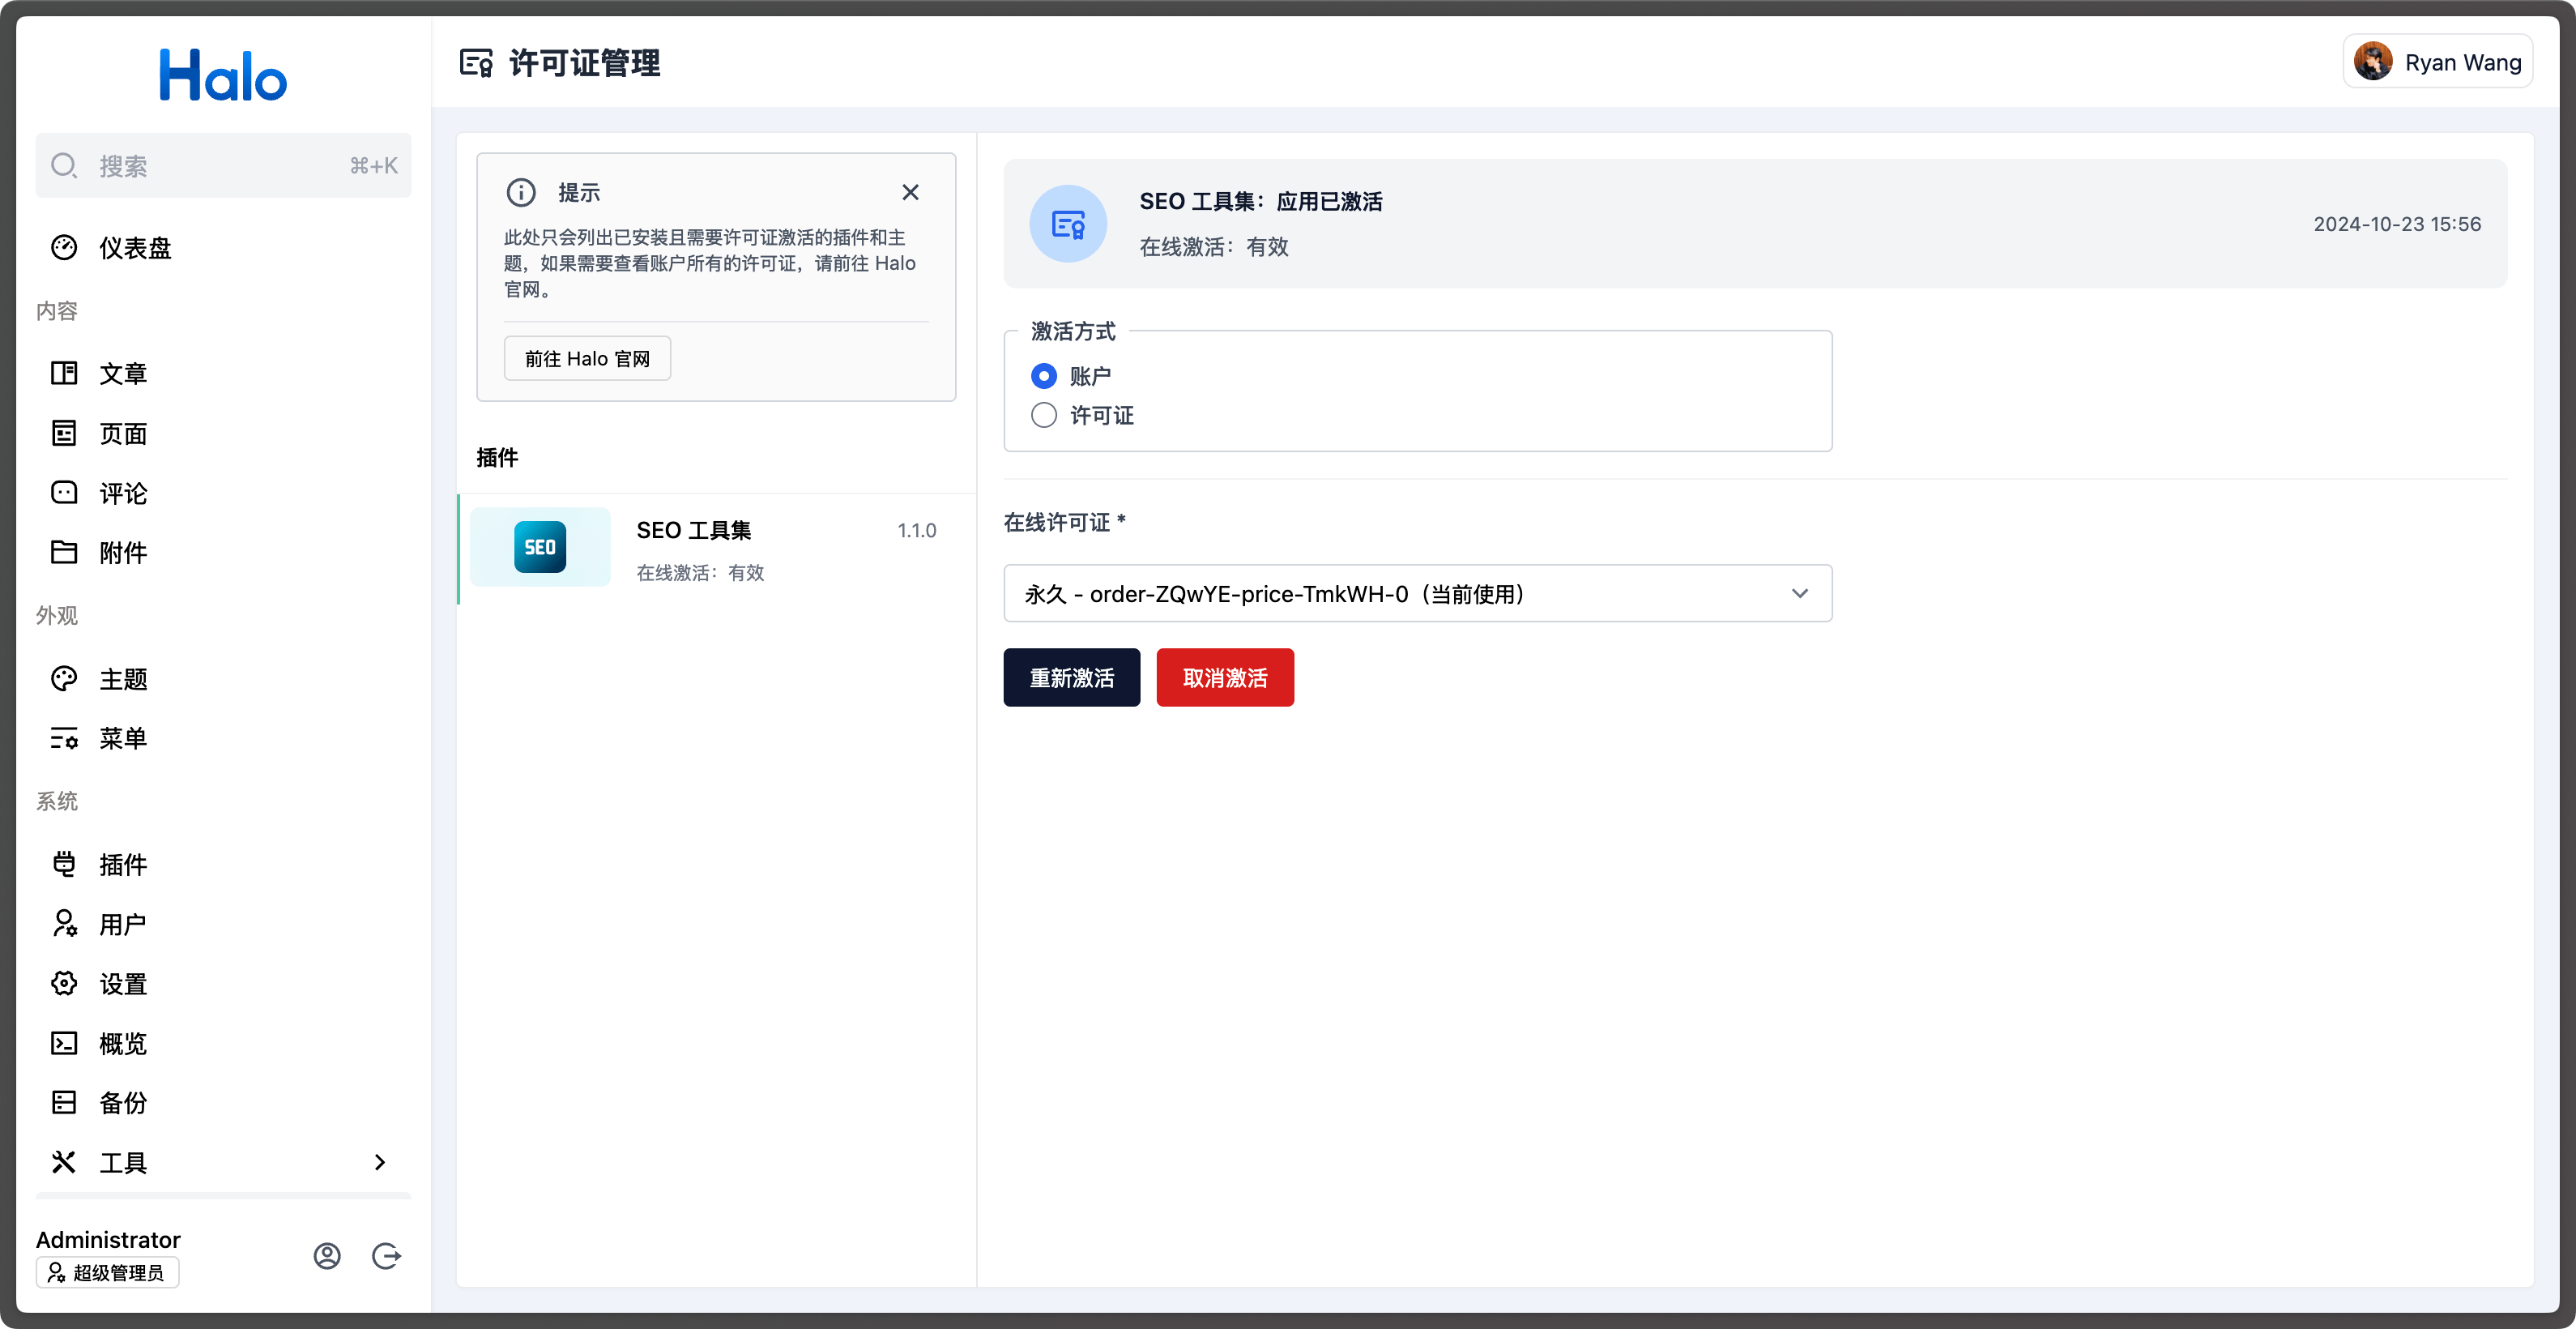 Halo
搜索
⌘+K
仪表盘
内容
文章
页面
评论
附件
外观
主题
菜单
系统
插件
用户
设置
概览
备份
工具
Administrator
超级管理员
许可证管理
Ryan Wang
提示
此处只会列出已安装且需要许可证激活的插件和主
题，如果需要查看账户所有的许可证，请前往 Halo
官网。
前往 Halo 官网
插件
SEO
SEO 工具集
1.1.0
在线激活：有效
SEO 工具集：应用已激活
在线激活：有效
2024-10-23 15:56
激活方式
账户
许可证
在线许可证 *
永久 - order-ZQwYE-price-TmkWH-0（当前使用）
重新激活
取消激活